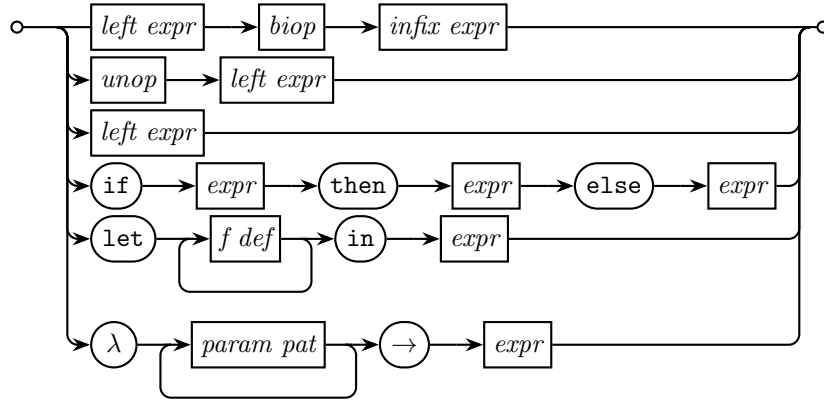 left expr biop infix expr
unop left expr
left expr
if expr then expr else expr
let f def in expr
λ param pat → expr